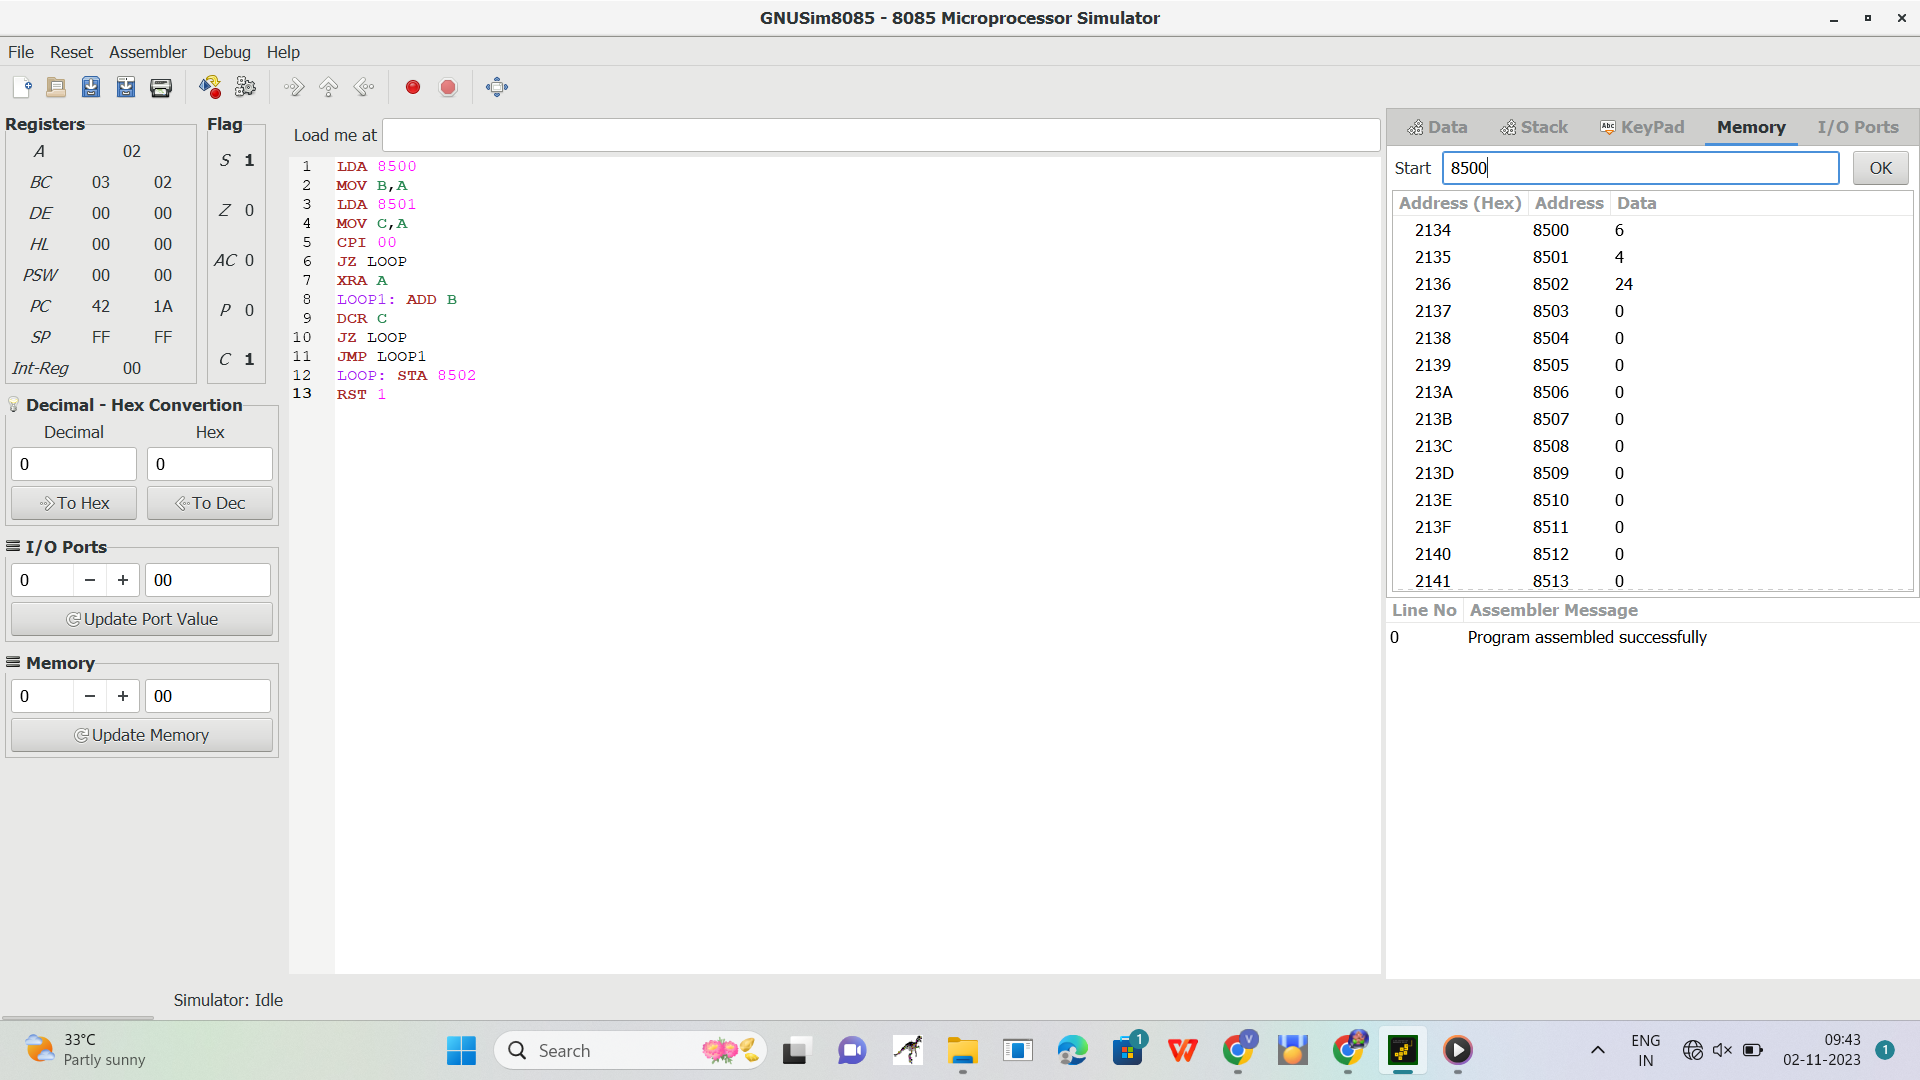 GNUSim8085 - 8085 Microprocessor Simulator
File Reset Assembler Debug Help
Registers
A 02
BC 03 02
DE 00 00
HL 00 00
PSW 00 00
PC 42 1A
SP FF FF
Int-Reg 00
Flag
S 1
Z 0
AC 0
P 0
C 1
Decimal - Hex Convertion
Decimal Hex
0 0
To Hex To Dec
I/O Ports
0 − + 00
Update Port Value
Memory
0 − + 00
Update Memory
Load me at
1 LDA 8500
2 MOV B,A
3 LDA 8501
4 MOV C,A
5 CPI 00
6 JZ LOOP
7 XRA A
8 LOOP1: ADD B
9 DCR C
10 JZ LOOP
11 JMP LOOP1
12 LOOP: STA 8502
13 RST 1
Data Stack Abc KeyPad Memory I/O Ports
Start 8500 OK
Address (Hex) Address Data
2134 8500 6
2135 8501 4
2136 8502 24
2137 8503 0
2138 8504 0
2139 8505 0
213A 8506 0
213B 8507 0
213C 8508 0
213D 8509 0
213E 8510 0
213F 8511 0
2140 8512 0
2141 8513 0
Line No Assembler Message
0 Program assembled successfully
Simulator: Idle
33°C
Partly sunny
Search
1
V
ENG
IN
09:43
02-11-2023
1